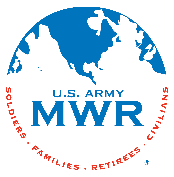 U.S. ARMY
MWR
SOLDIERS · FAMILIES · RETIREES · CIVILIANS